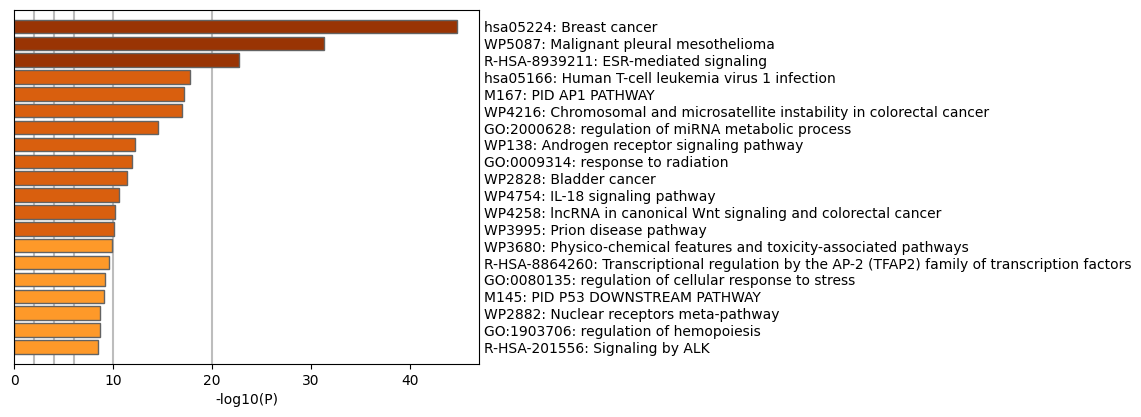 hsa05224: Breast cancer
WP5087: Malignant pleural mesothelioma
R-HSA-8939211: ESR-mediated signaling
hsa05166: Human T-cell leukemia virus 1 infection
M167: PID AP1 PATHWAY
WP4216: Chromosomal and microsatellite instability in colorectal cancer
GO:2000628: regulation of miRNA metabolic process
WP138: Androgen receptor signaling pathway
GO:0009314: response to radiation
WP2828: Bladder cancer
WP4754: IL-18 signaling pathway
WP4258: lncRNA in canonical Wnt signaling and colorectal cancer
WP3995: Prion disease pathway
WP3680: Physico-chemical features and toxicity-associated pathways
R-HSA-8864260: Transcriptional regulation by the AP-2 (TFAP2) family of transcription factors
GO:0080135: regulation of cellular response to stress
M145: PID P53 DOWNSTREAM PATHWAY
WP2882: Nuclear receptors meta-pathway
GO:1903706: regulation of hemopoiesis
R-HSA-201556: Signaling by ALK
0 10 20 30 40
-log10(P)